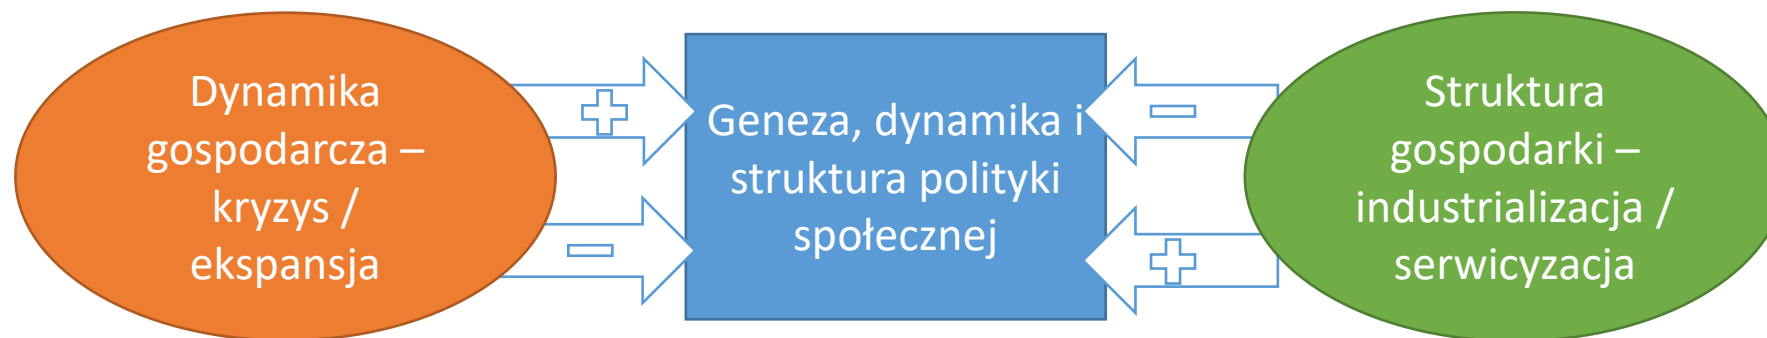 Dynamika
gospodarcza –
kryzys /
ekspansja
+
−
Geneza, dynamika i
struktura polityki
społecznej
−
+
Struktura
gospodarki –
industrializacja /
serwicyzacja